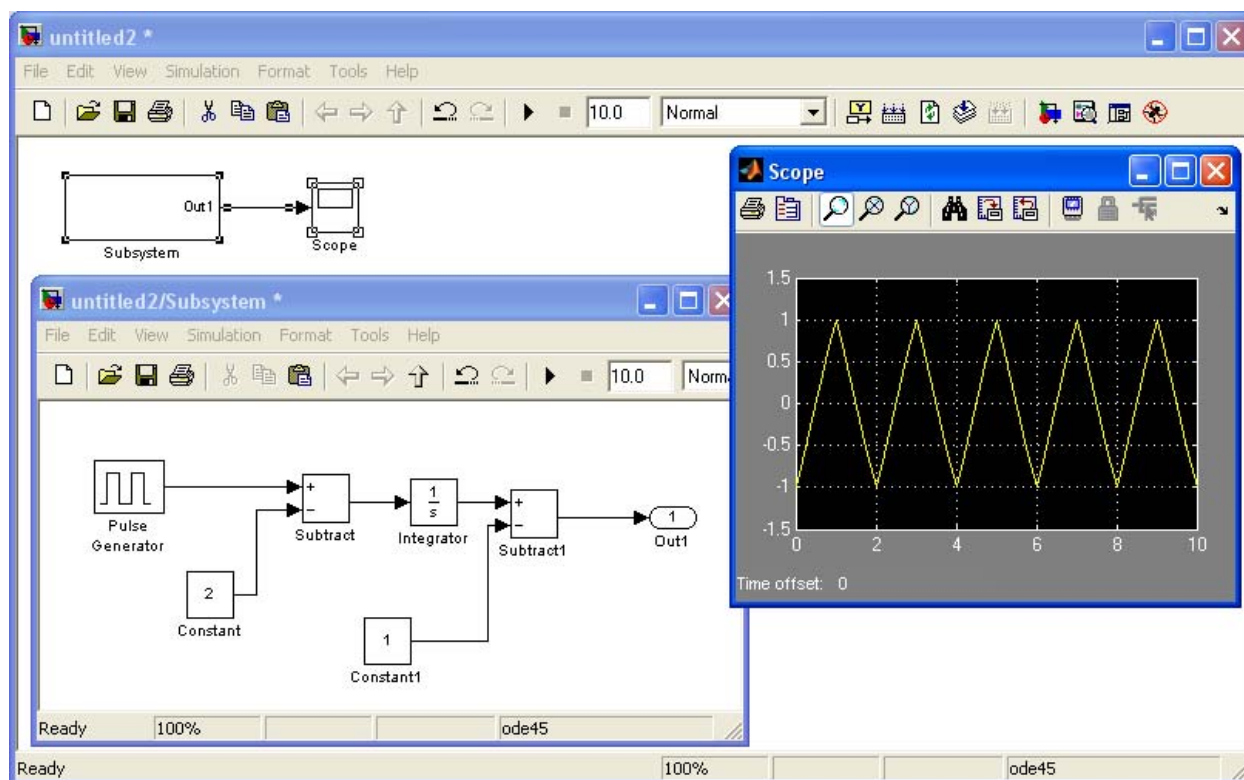 untitled2 *
File Edit View Simulation Format Tools Help
10.0 Normal
Out1
Subsystem
Scope
untitled2/Subsystem *
File Edit View Simulation Format Tools Help
10.0 Norma
Pulse
Generator
+
−
Subtract
1
s
Integrator
+
−
Subtract1
1
Out1
2
Constant
1
Constant1
Ready 100% ode45
Scope
1.5
1
0.5
0
-0.5
-1
-1.5
0 2 4 6 8 10
Time offset: 0
Ready 100% ode45